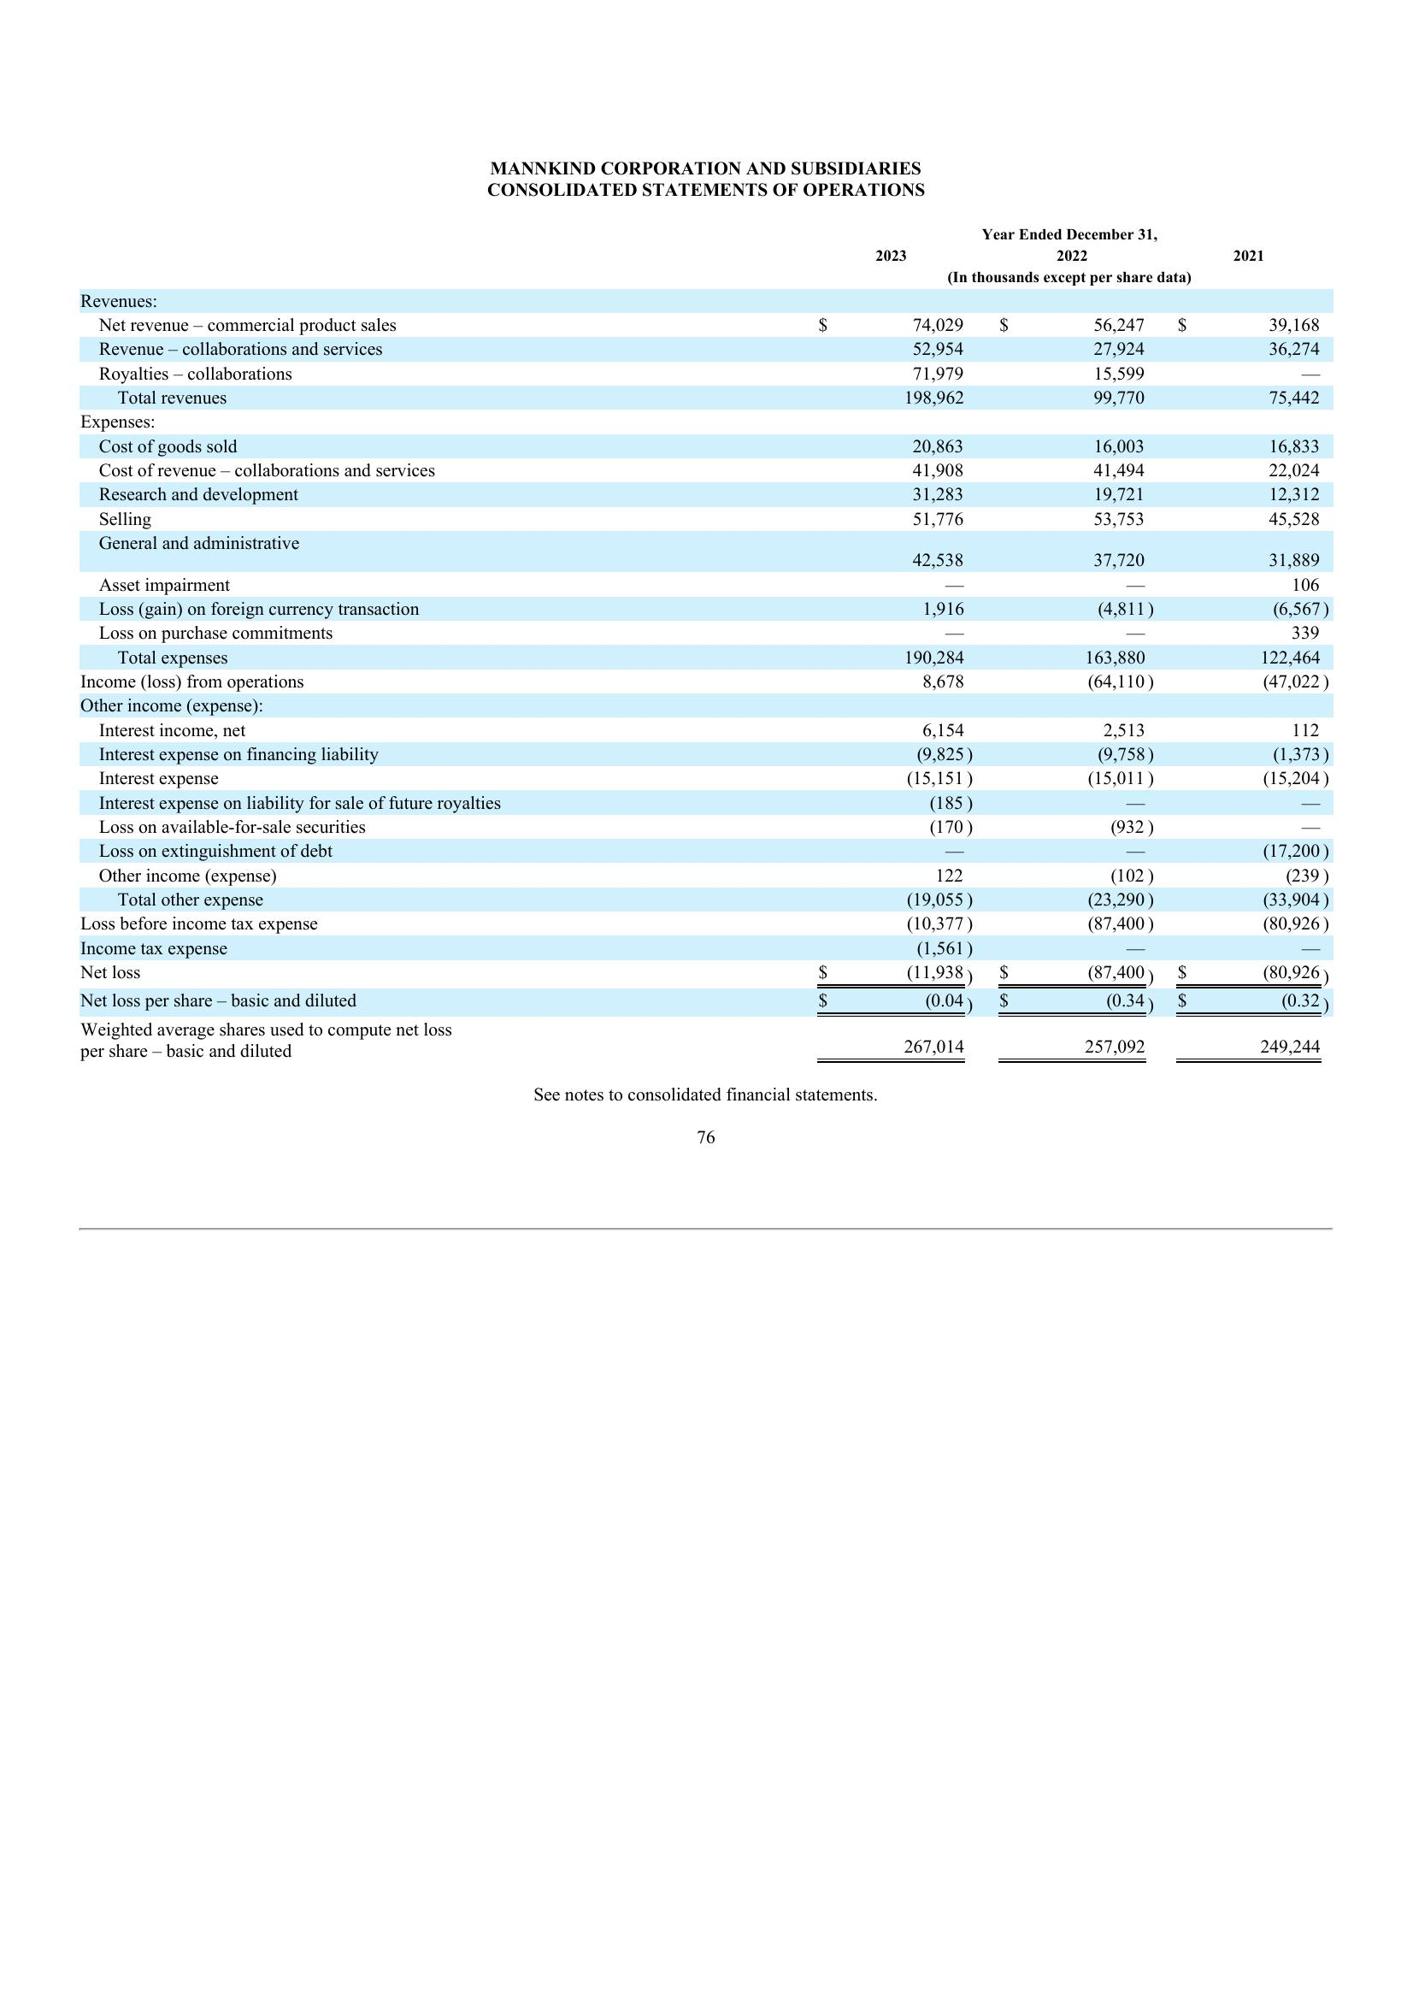 MANNKIND CORPORATION AND SUBSIDIARIES
CONSOLIDATED STATEMENTS OF OPERATIONS
Year Ended December 31,
2023 2022 2021
(In thousands except per share data)
Revenues:
Net revenue – commercial product sales $ 74,029 $ 56,247 $ 39,168
Revenue – collaborations and services 52,954 27,924 36,274
Royalties – collaborations 71,979 15,599 —
Total revenues 198,962 99,770 75,442
Expenses:
Cost of goods sold 20,863 16,003 16,833
Cost of revenue – collaborations and services 41,908 41,494 22,024
Research and development 31,283 19,721 12,312
Selling 51,776 53,753 45,528
General and administrative 42,538 37,720 31,889
Asset impairment — — 106
Loss (gain) on foreign currency transaction 1,916 (4,811) (6,567)
Loss on purchase commitments — — 339
Total expenses 190,284 163,880 122,464
Income (loss) from operations 8,678 (64,110) (47,022)
Other income (expense):
Interest income, net 6,154 2,513 112
Interest expense on financing liability (9,825) (9,758) (1,373)
Interest expense (15,151) (15,011) (15,204)
Interest expense on liability for sale of future royalties (185) — —
Loss on available-for-sale securities (170) (932) —
Loss on extinguishment of debt — — (17,200)
Other income (expense) 122 (102) (239)
Total other expense (19,055) (23,290) (33,904)
Loss before income tax expense (10,377) (87,400) (80,926)
Income tax expense (1,561) — —
Net loss $ (11,938) $ (87,400) $ (80,926)
Net loss per share – basic and diluted $ (0.04) $ (0.34) $ (0.32)
Weighted average shares used to compute net loss
per share – basic and diluted 267,014 257,092 249,244
See notes to consolidated financial statements.
76